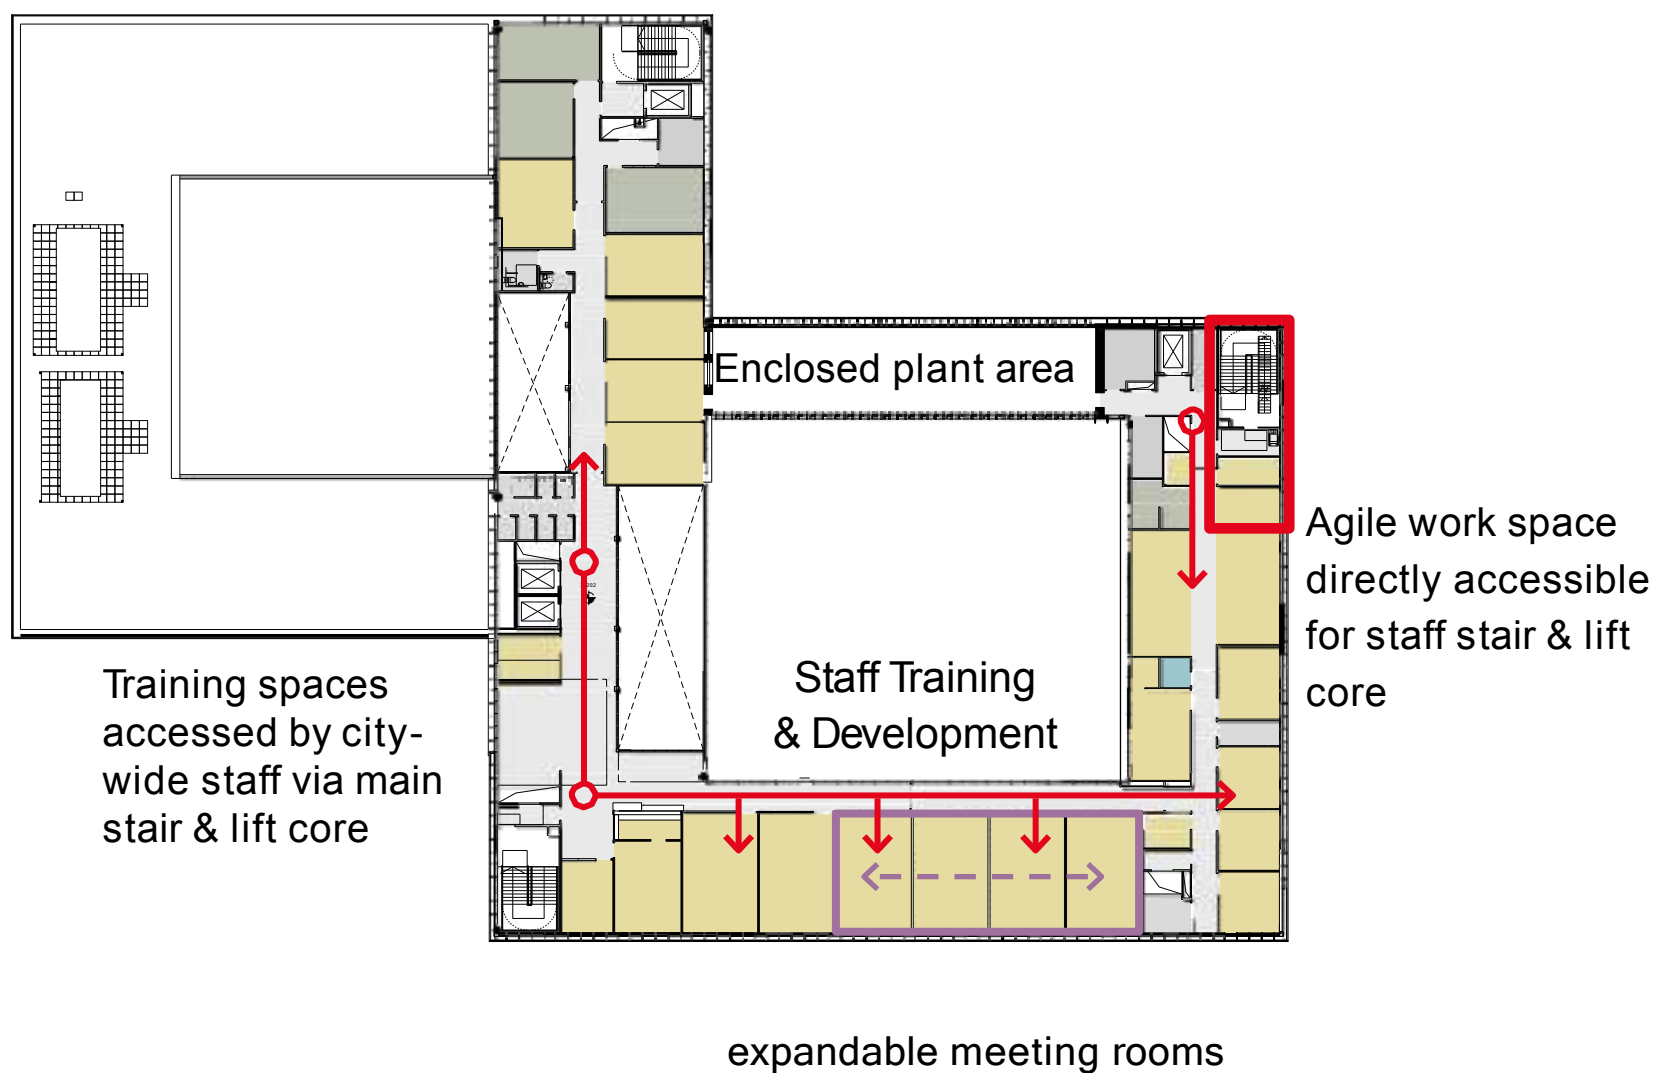 Enclosed plant area
Agile work space
directly accessible
for staff stair & lift
core
Training spaces
accessed by city-
wide staff via main
stair & lift core
Staff Training
& Development
expandable meeting rooms